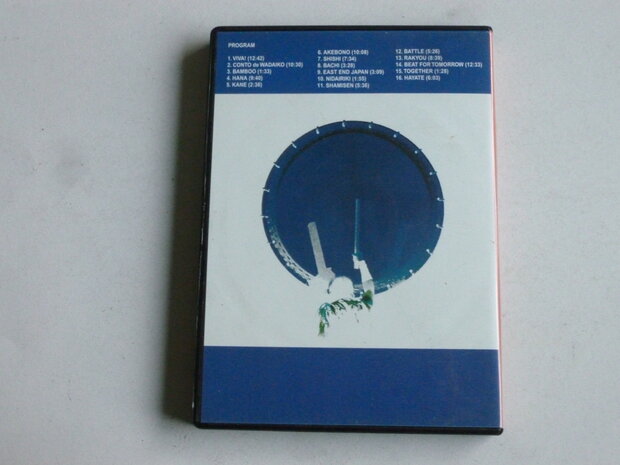 PROGRAM
1. VIVA! (12:42)
2. CONTO de WADAIKO (10:30)
3. BAMBOO (1:33)
4. HANA (9:40)
5. KANE (2:36)
6. AKEBONO (10:08)
7. SHISHI (7:34)
8. BACHI (3:28)
9. EAST END JAPAN (3:09)
10. NIDAIRIKI (1:55)
11. SHAMISEN (5:36)
12. BATTLE (5:26)
13. RAKYOU (8:39)
14. BEAT FOR TOMORROW (12:33)
15. TOGETHER (1:28)
16. HAYATE (6:03)